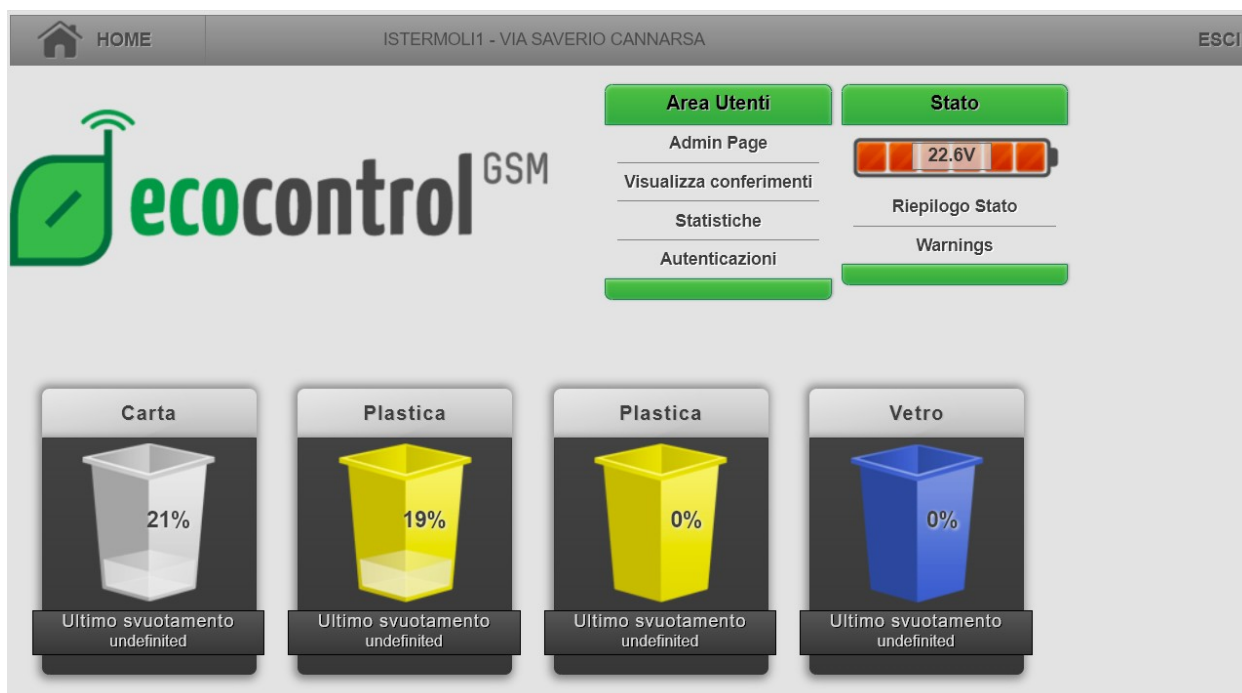 HOME
ISTERMOLI1 - VIA SAVERIO CANNARSA
ESCI
ecocontrol GSM
Area Utenti
Admin Page
Visualizza conferimenti
Statistiche
Autenticazioni
Stato
22.6V
Riepilogo Stato
Warnings
Carta
21%
Ultimo svuotamento
undefinited
Plastica
19%
Ultimo svuotamento
undefinited
Plastica
0%
Ultimo svuotamento
undefinited
Vetro
0%
Ultimo svuotamento
undefinited